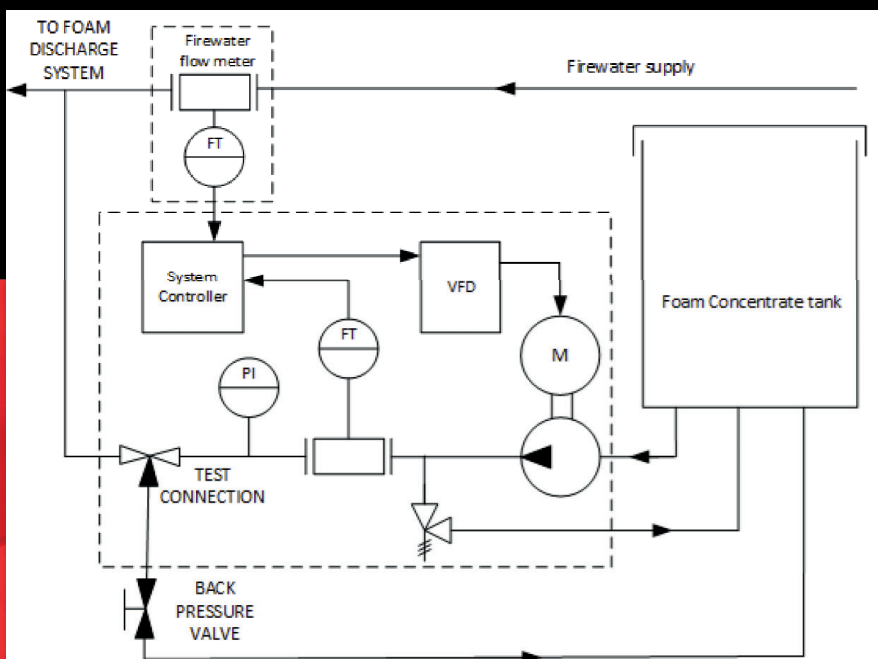 TO FOAM
DISCHARGE
SYSTEM
Firewater
flow meter
Firewater supply
FT
System
Controller
VFD
Foam Concentrate tank
FT
M
PI
TEST
CONNECTION
BACK
PRESSURE
VALVE